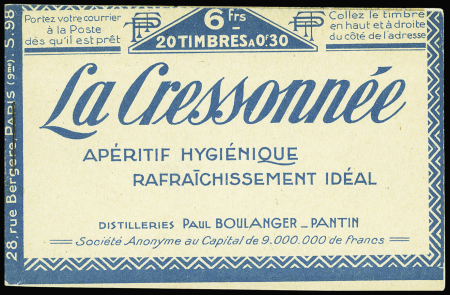 Portez votre courrier
à la Poste
dès qu'il est prêt
6 frs
20 TIMBRES A 0f.30
Collez le timbre
en haut et à droite
du côté de l'adresse
La Cressonnée
APÉRITIF HYGIÉNIQUE
RAFRAÎCHISSEMENT IDÉAL
DISTILLERIES PAUL BOULANGER _ PANTIN
Société Anonyme au Capital de 9.000.000 de Francs
28, rue Bergère, PARIS (9me). S. 98